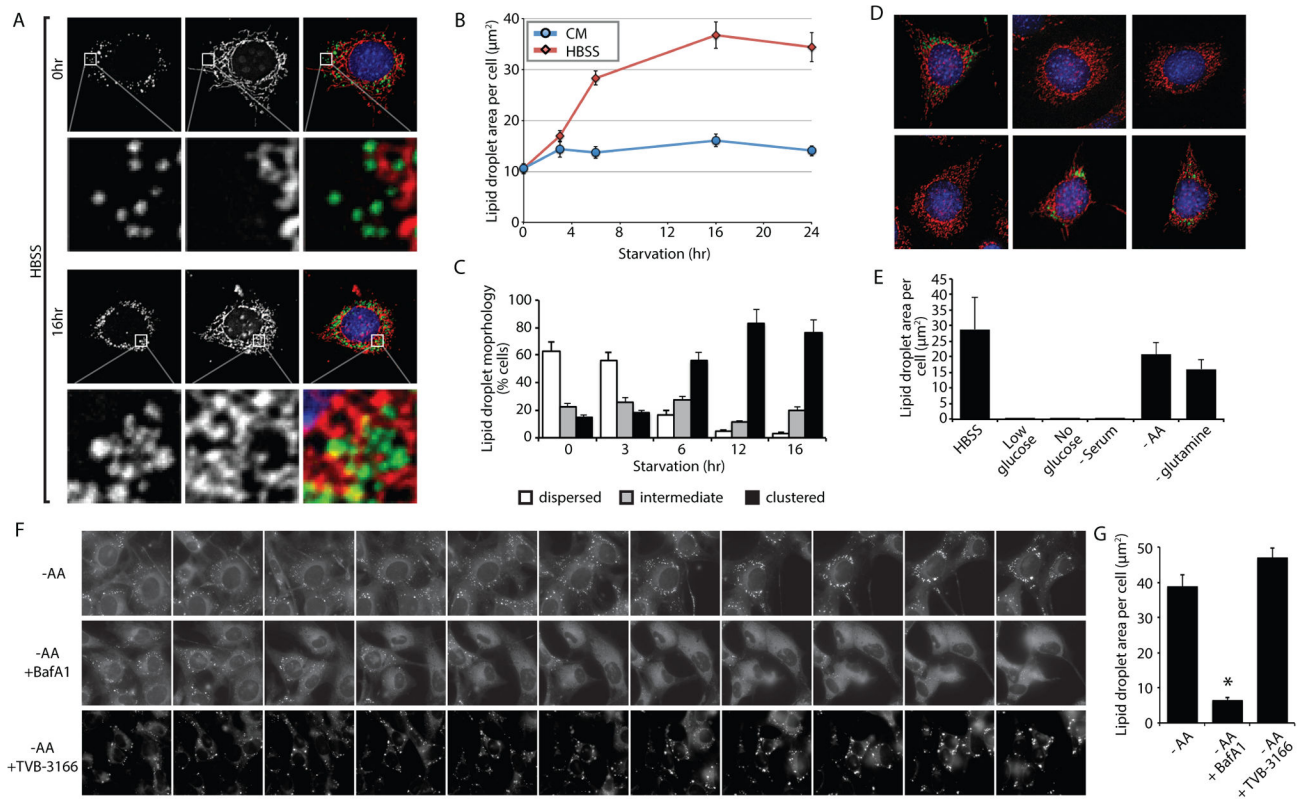 A
0hr
HBSS
16hr
B
Lipid droplet area per cell (µm²)
40
30
20
10
0
CM
HBSS
0 4 8 12 16 20 24
Starvation (hr)
C
Lipid droplet moprhology
(% cells)
100
80
60
40
20
0
0 3 6 12 16
Starvation (hr)
dispersed intermediate clustered
D
E
Lipid droplet area per
cell (µm²)
45
40
35
30
25
20
15
10
5
0
HBSS
Low
glucose
No
glucose
- Serum
- AA
- glutamine
F
-AA
-AA
+BafA1
-AA
+TVB-3166
G
Lipid droplet area per cell (µm²)
50
40
30
20
10
0
*
- AA
- AA
+ BafA1
- AA
+ TVB-3166